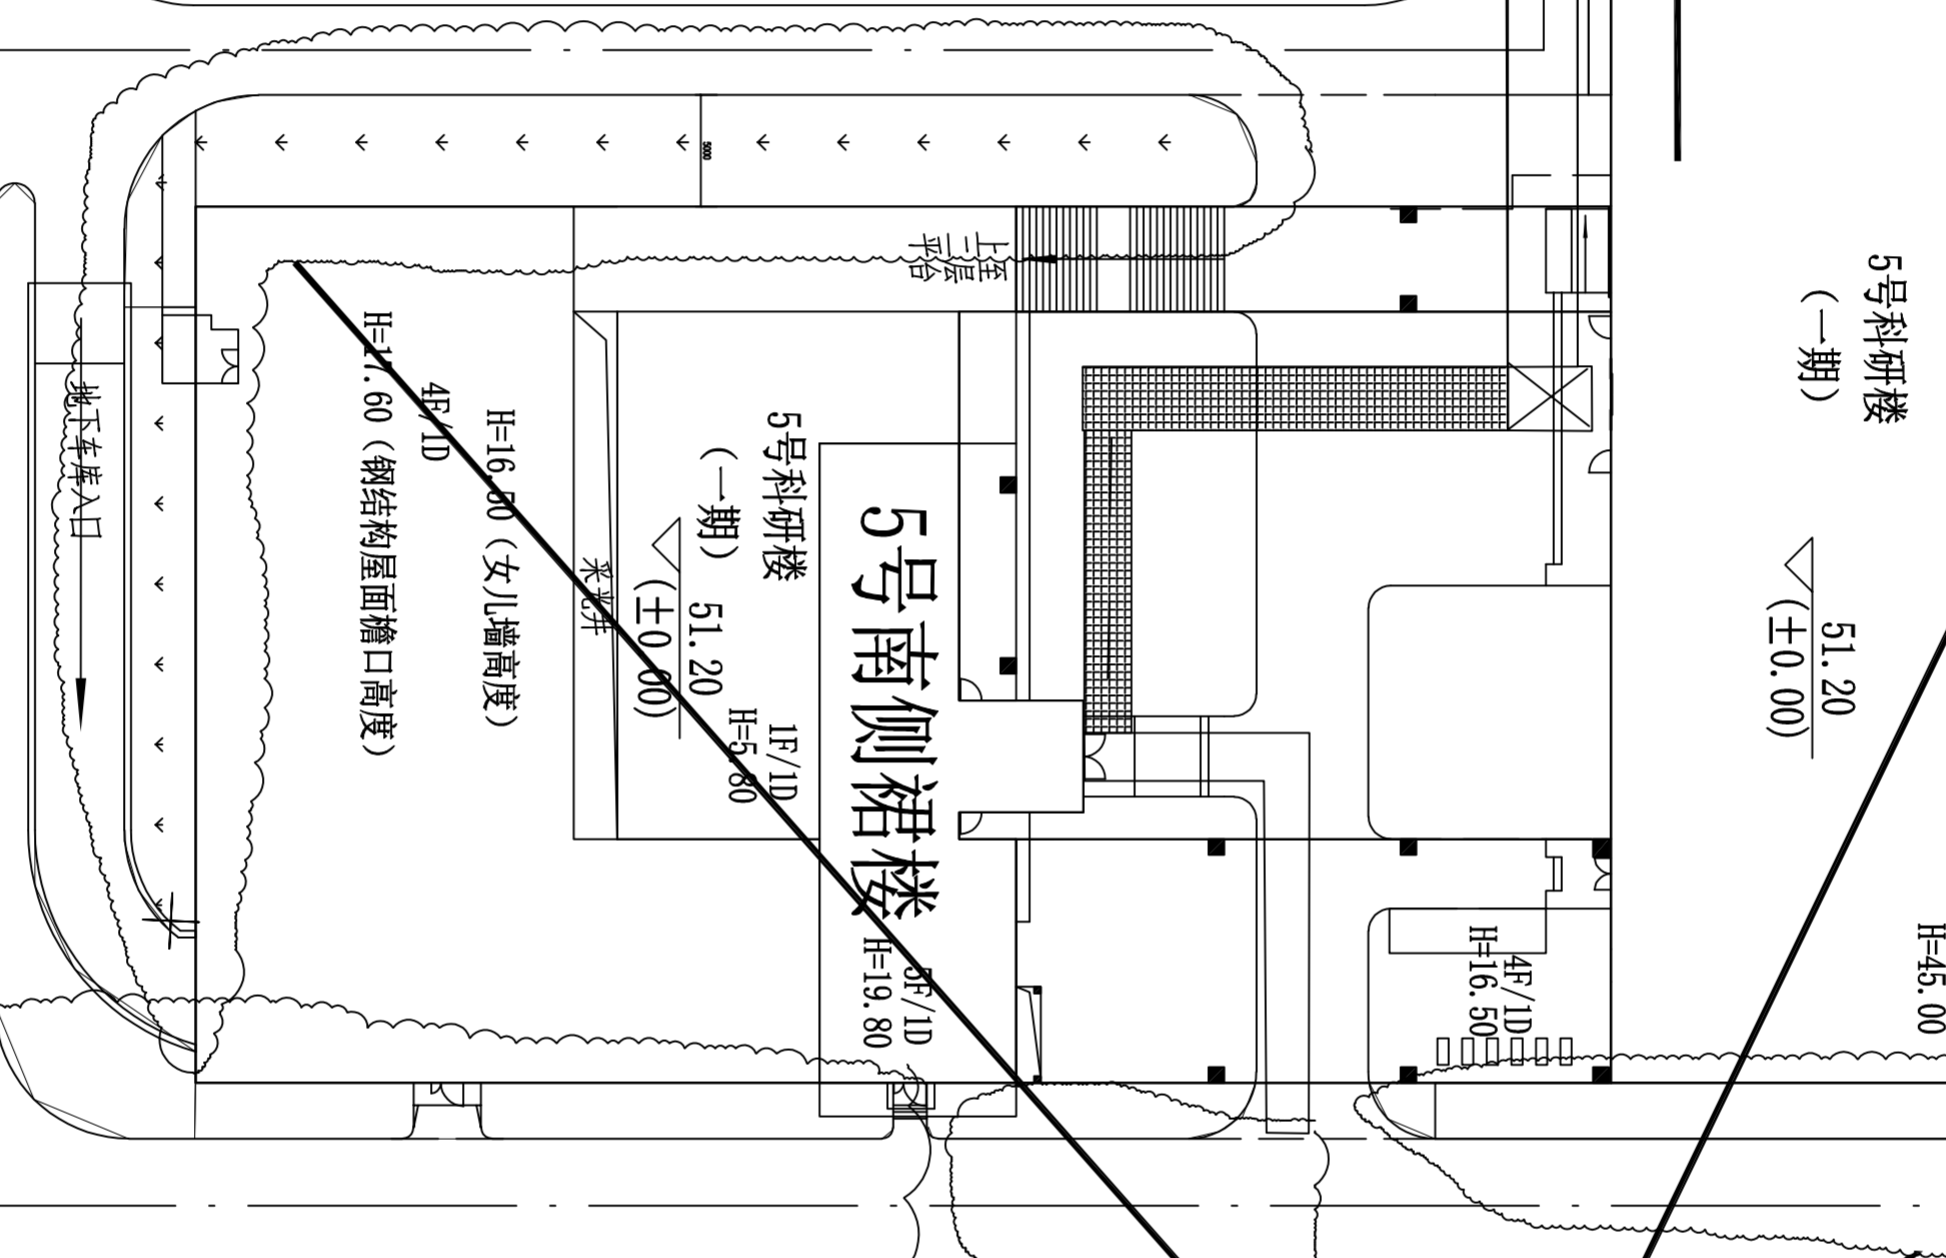 5000
上至
二层
平台
5号科研楼
(一期)
地下车库入口
H=17.60 (钢结构屋面檐口高度)
4F/1D
H=16.50 (女儿墙高度)
采光井
5号科研楼
(一期)
51.20
(±0.00)
1F/1D
H=5.80
5号南侧裙楼
5F/1D
H=19.80
51.20
(±0.00)
4F/1D
H=16.50
H=45.00